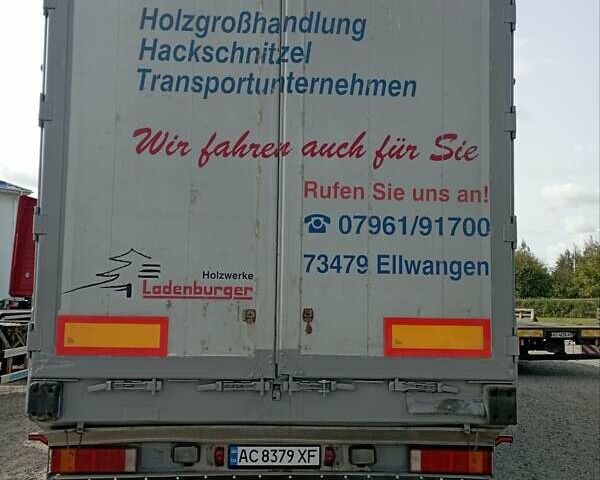 Holzgroßhandlung
Hackschnitzel
Transportunternehmen
Wir fahren auch für Sie
Rufen Sie uns an!
☎ 07961/91700
73479 Ellwangen
Holzwerke
Ladenburger
AC 8379 XF